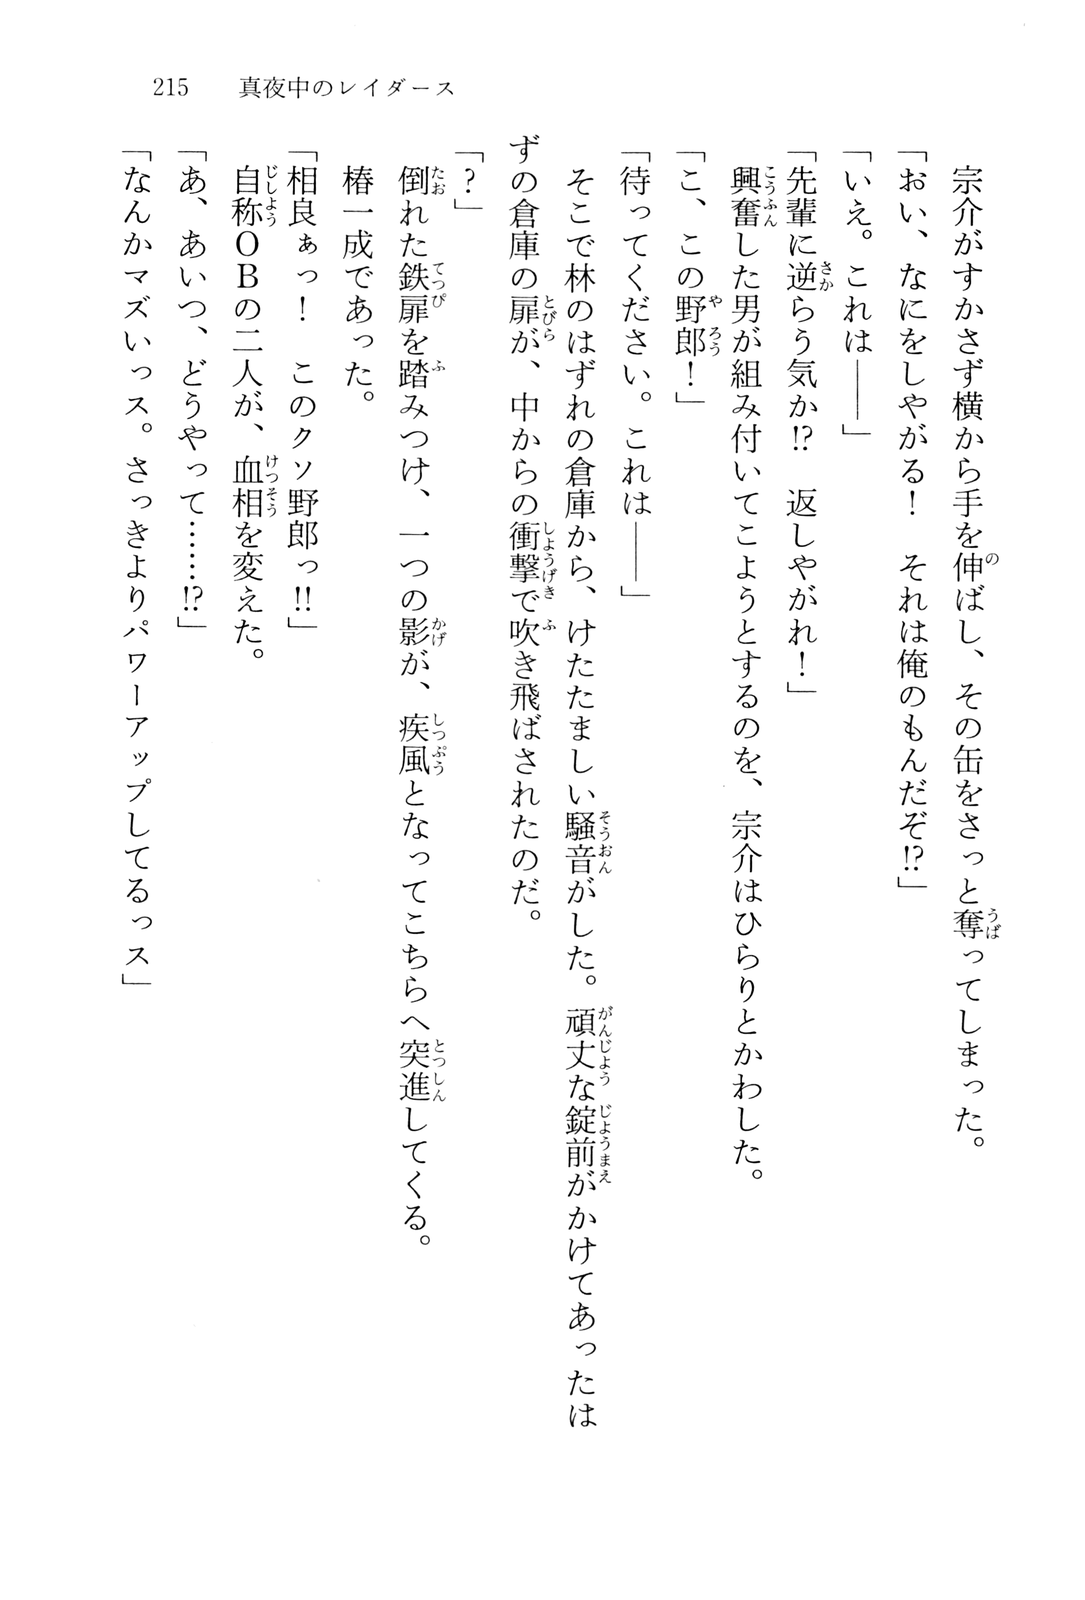 215　真夜中のレイダース
　宗介がすかさず横から手を伸ばし、その缶をさっと奪ってしまった。
「おい、なにをしやがる！　それは俺のもんだぞ!?」
「いえ。これは――」
「先輩に逆らう気か!?　返しやがれ！」
　興奮した男が組み付いてこようとするのを、宗介はひらりとかわした。
「こ、この野郎！」
「待ってください。これは――」
　そこで林のはずれの倉庫から、けたたましい騒音がした。頑丈な錠前がかけてあったは
ずの倉庫の扉が、中からの衝撃で吹き飛ばされたのだ。
「？」
　倒れた鉄扉を踏みつけ、一つの影が、疾風となってこちらへ突進してくる。
　椿一成であった。
「相良ぁっ！　このクソ野郎っ!!」
　自称ＯＢの二人が、血相を変えた。
「あ、あいつ、どうやって……!?」
「なんかマズいっス。さっきよりパワーアップしてるっス」